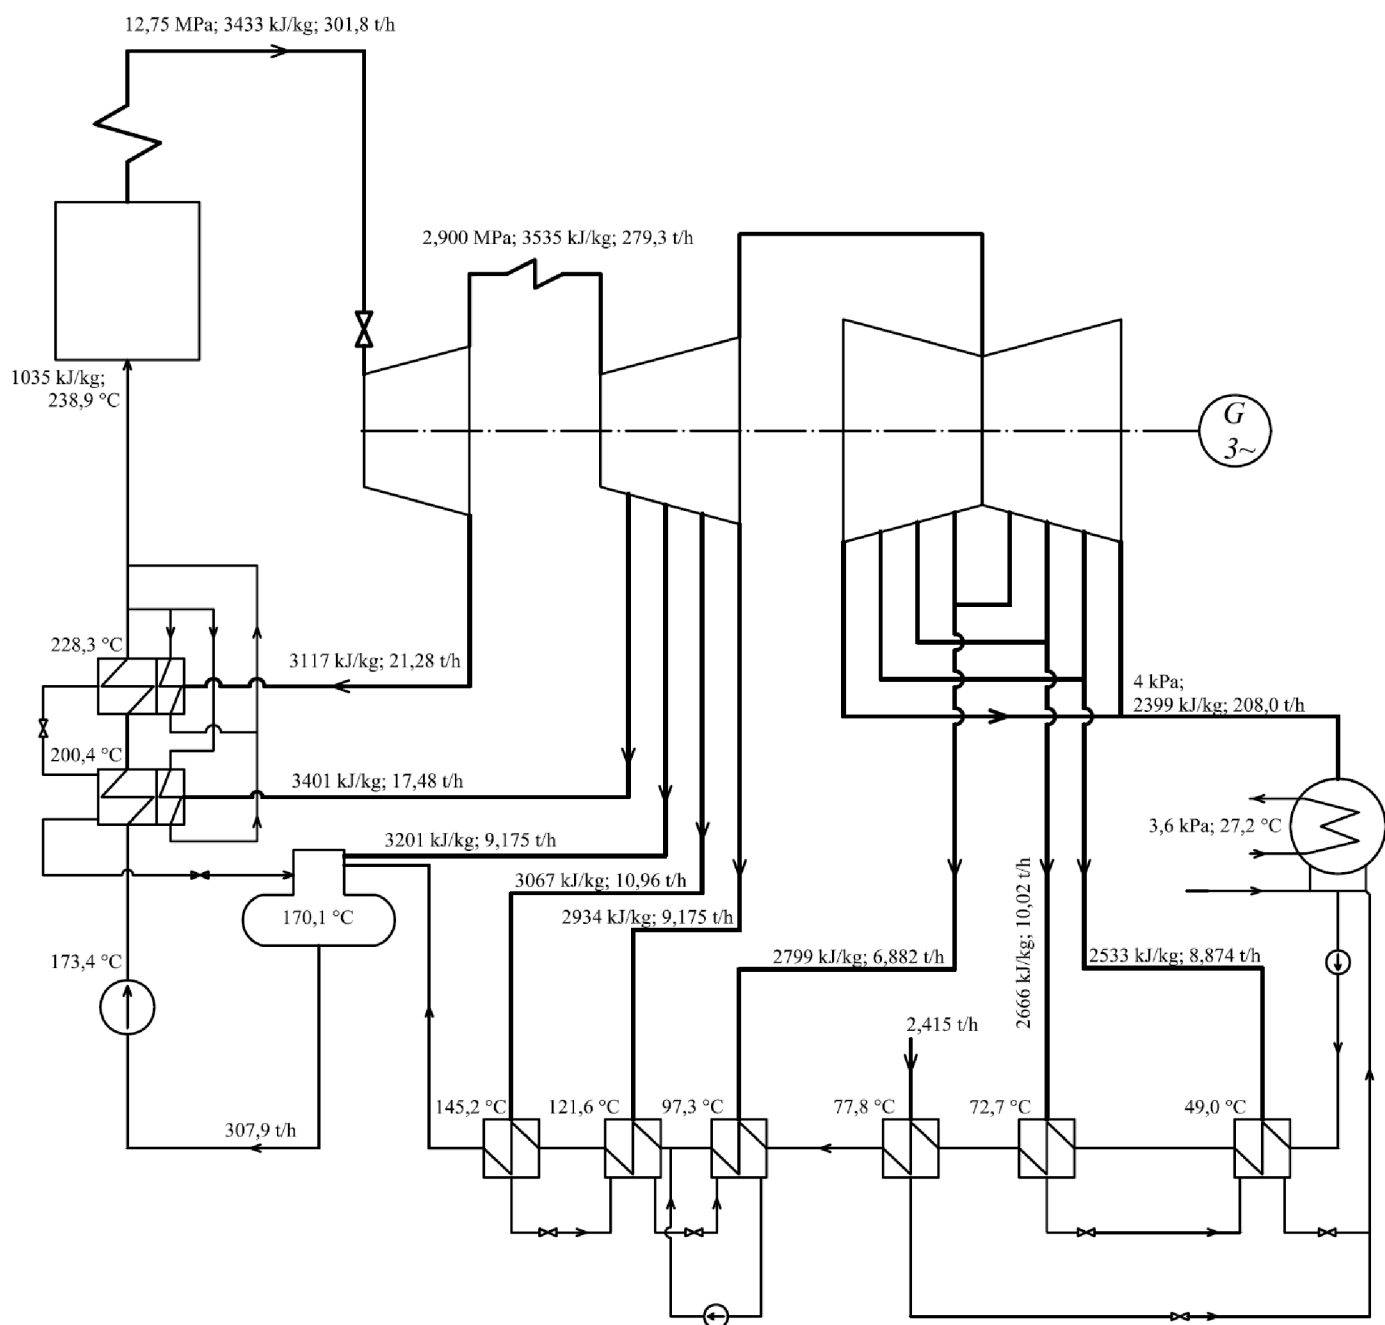 12,75 MPa; 3433 kJ/kg; 301,8 t/h
2,900 MPa; 3535 kJ/kg; 279,3 t/h
1035 kJ/kg;
238,9 °C
G
3~
228,3 °C
3117 kJ/kg; 21,28 t/h
4 kPa;
2399 kJ/kg; 208,0 t/h
200,4 °C
3401 kJ/kg; 17,48 t/h
3,6 kPa; 27,2 °C
3201 kJ/kg; 9,175 t/h
3067 kJ/kg; 10,96 t/h
170,1 °C
2934 kJ/kg; 9,175 t/h
2666 kJ/kg; 10,02 t/h
173,4 °C
2799 kJ/kg; 6,882 t/h
2533 kJ/kg; 8,874 t/h
2,415 t/h
145,2 °C
121,6 °C
97,3 °C
77,8 °C
72,7 °C
49,0 °C
307,9 t/h